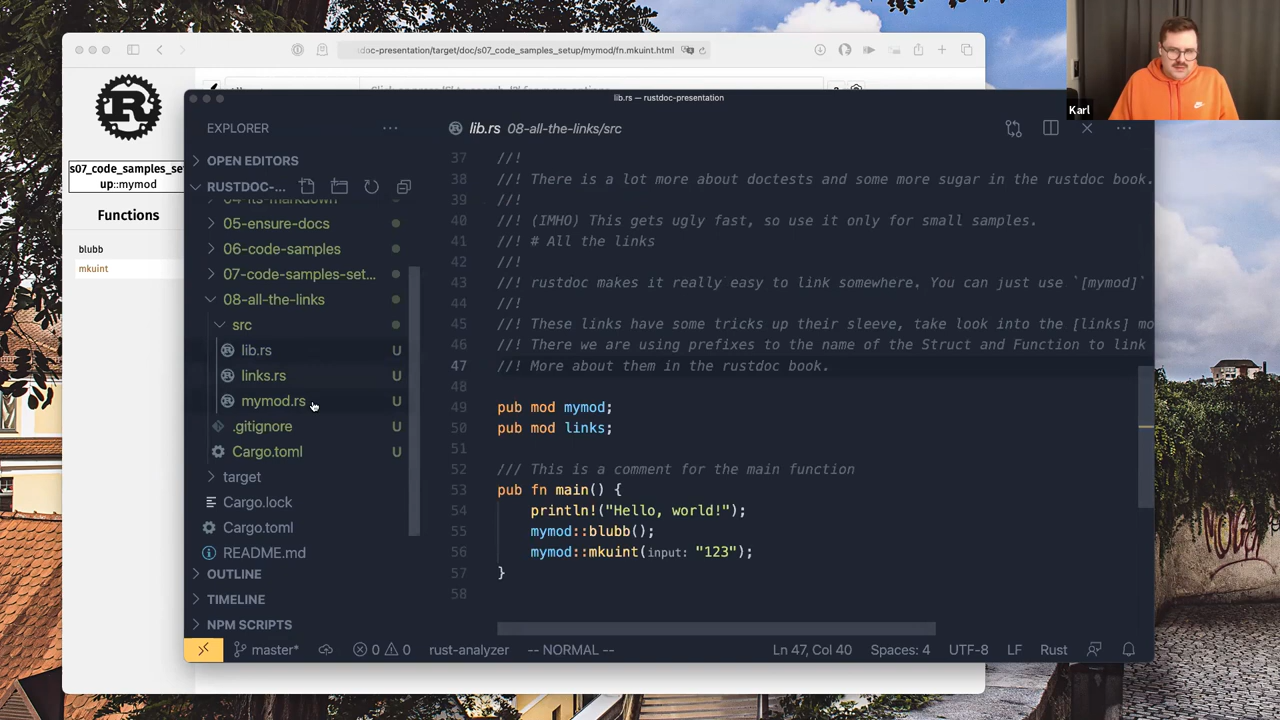 doc-presentation/target/doc/s07_code_samples_setup/mymod/fn.mkuint.html
Karl
s07_code_samples_set
up::mymod
Functions
blubb
mkuint
lib.rs — rustdoc-presentation
EXPLORER
OPEN EDITORS
RUSTDOC-...
04-its-markdown
05-ensure-docs
06-code-samples
07-code-samples-set...
08-all-the-links
src
lib.rs U
links.rs U
mymod.rs U
.gitignore U
Cargo.toml U
target
Cargo.lock
Cargo.toml
README.md
OUTLINE
TIMELINE
NPM SCRIPTS
lib.rs 08-all-the-links/src
37 //!
38 //! There is a lot more about doctests and some more sugar in the rustdoc book.
39 //!
40 //! (IMHO) This gets ugly fast, so use it only for small samples.
41 //! # All the links
42 //!
43 //! rustdoc makes it really easy to link somewhere. You can just use `[mymod]`
44 //!
45 //! These links have some tricks up their sleeve, take look into the [links] mo
46 //! There we are using prefixes to the name of the Struct and Function to link
47 //! More about them in the rustdoc book.
48
49 pub mod mymod;
50 pub mod links;
51
52 /// This is a comment for the main function
53 pub fn main() {
54 println!("Hello, world!");
55 mymod::blubb();
56 mymod::mkuint(input: "123");
57 }
58
master* 0 0 rust-analyzer -- NORMAL -- Ln 47, Col 40 Spaces: 4 UTF-8 LF Rust